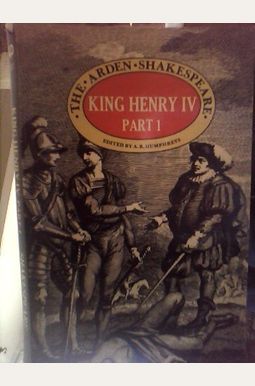 THE · ARDEN · SHAKESPEARE
KING HENRY IV
PART 1
EDITED BY A. R. HUMPHREYS